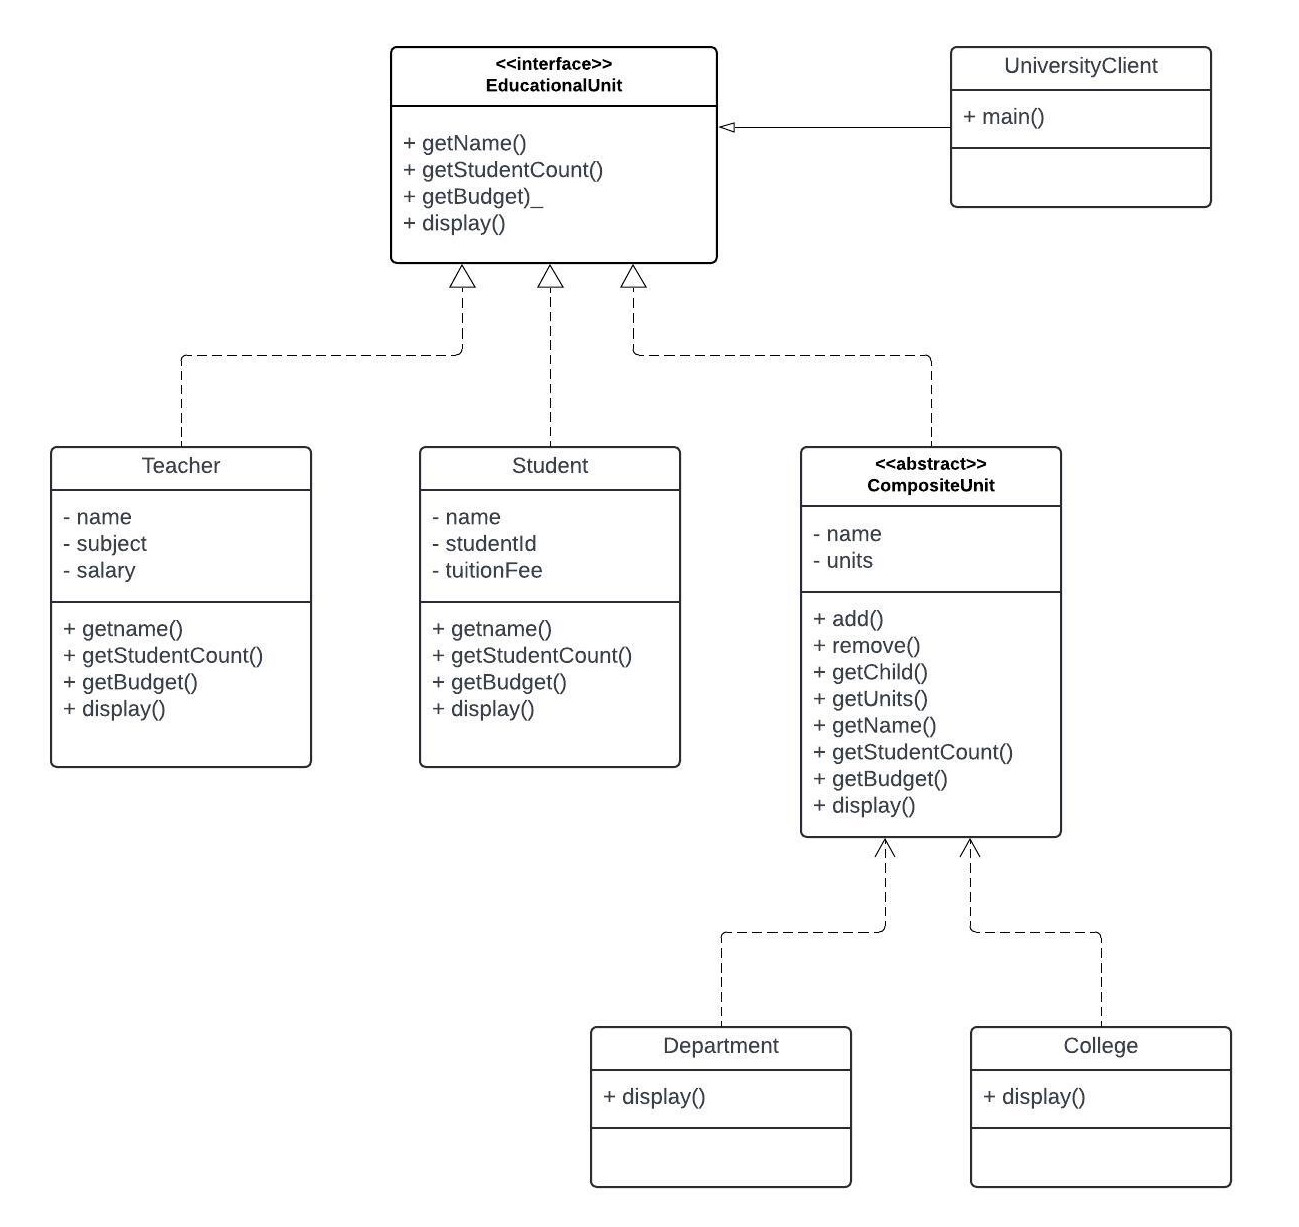 <<interface>>
EducationalUnit
+ getName()
+ getStudentCount()
+ getBudget)_
+ display()
UniversityClient
+ main()
Teacher
- name
- subject
- salary
+ getname()
+ getStudentCount()
+ getBudget()
+ display()
Student
- name
- studentId
- tuitionFee
+ getname()
+ getStudentCount()
+ getBudget()
+ display()
<<abstract>>
CompositeUnit
- name
- units
+ add()
+ remove()
+ getChild()
+ getUnits()
+ getName()
+ getStudentCount()
+ getBudget()
+ display()
Department
+ display()
College
+ display()